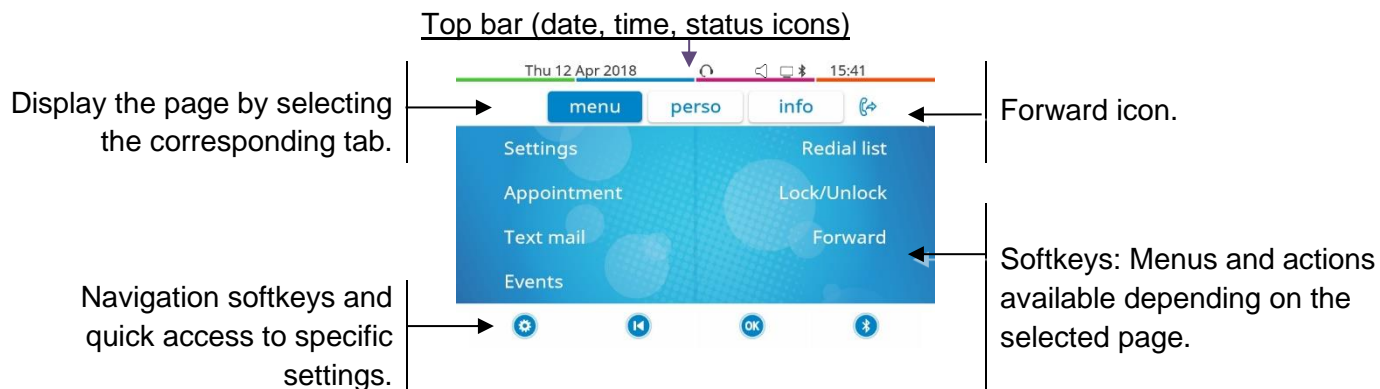 Top bar (date, time, status icons)
Thu 12 Apr 2018 15:41
Display the page by selecting
the corresponding tab.
menu perso info
Forward icon.
Settings Redial list
Appointment Lock/Unlock
Text mail Forward
Events
Softkeys: Menus and actions
available depending on the
selected page.
Navigation softkeys and
quick access to specific
settings.
OK